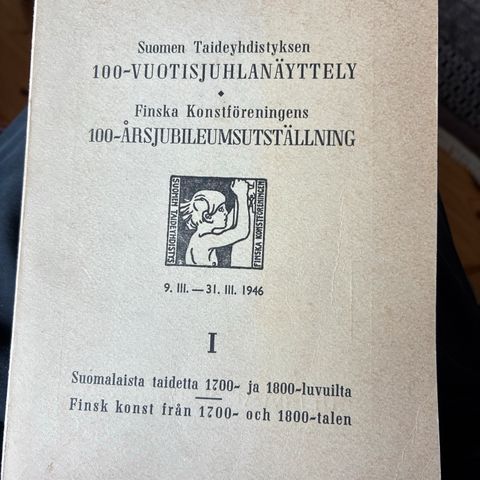 Suomen Taideyhdistyksen
100-VUOTISJUHLANÄYTTELY
Finska Konstföreningens
100-ÅRSJUBILEUMSUTSTÄLLNING
SUOMEN TAIDEYHDISTYS
FINSKA KONSTFÖRENINGEN
9. III. — 31. III. 1946
I
Suomalaista taidetta 1700- ja 1800-luvuilta
Finsk konst från 1700- och 1800-talen